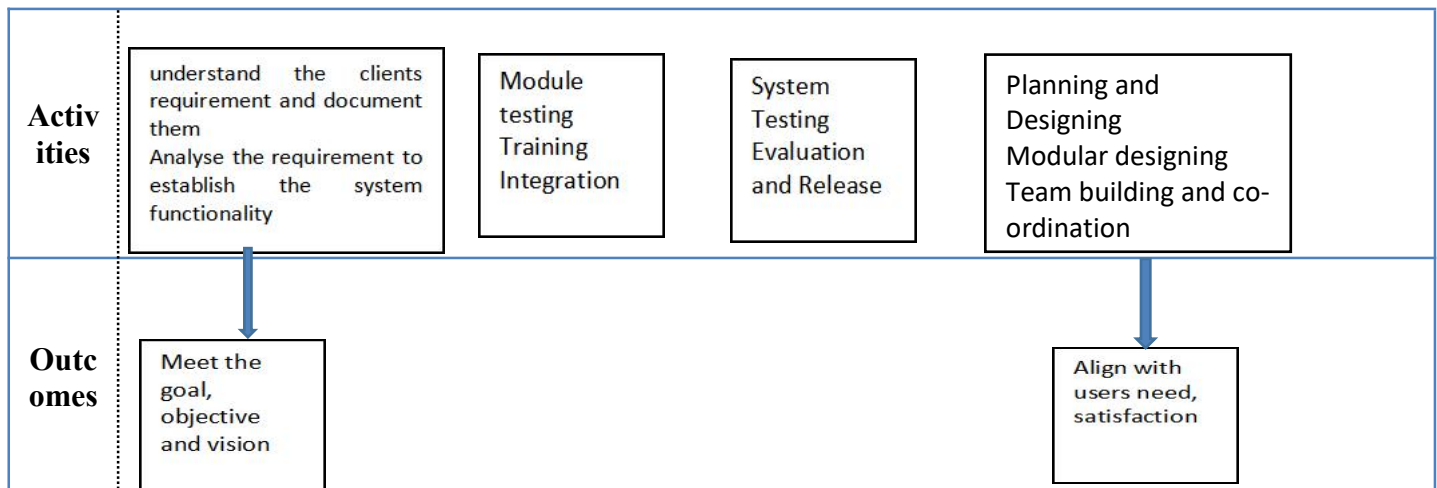 Activ
ities
understand the clients
requirement and document
them
Analyse the requirement to
establish the system
functionality
Module
testing
Training
Integration
System
Testing
Evaluation
and Release
Planning and
Designing
Modular designing
Team building and co-
ordination
Outc
omes
Meet the
goal,
objective
and vision
Align with
users need,
satisfaction